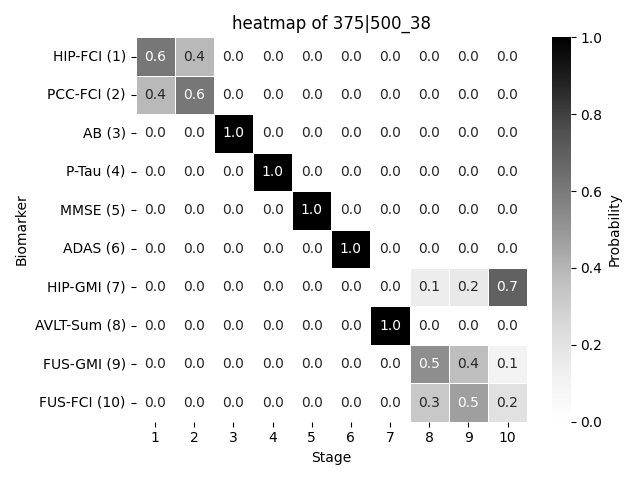 heatmap of 375|500_38
HIP-FCI (1) 0.6 0.4 0.0 0.0 0.0 0.0 0.0 0.0 0.0 0.0
PCC-FCI (2) 0.4 0.6 0.0 0.0 0.0 0.0 0.0 0.0 0.0 0.0
AB (3) 0.0 0.0 1.0 0.0 0.0 0.0 0.0 0.0 0.0 0.0
P-Tau (4) 0.0 0.0 0.0 1.0 0.0 0.0 0.0 0.0 0.0 0.0
MMSE (5) 0.0 0.0 0.0 0.0 1.0 0.0 0.0 0.0 0.0 0.0
ADAS (6) 0.0 0.0 0.0 0.0 0.0 1.0 0.0 0.0 0.0 0.0
HIP-GMI (7) 0.0 0.0 0.0 0.0 0.0 0.0 0.0 0.1 0.2 0.7
AVLT-Sum (8) 0.0 0.0 0.0 0.0 0.0 0.0 1.0 0.0 0.0 0.0
FUS-GMI (9) 0.0 0.0 0.0 0.0 0.0 0.0 0.0 0.5 0.4 0.1
FUS-FCI (10) 0.0 0.0 0.0 0.0 0.0 0.0 0.0 0.3 0.5 0.2
1 2 3 4 5 6 7 8 9 10
Stage
Biomarker
1.0
0.8
0.6
0.4
0.2
0.0
Probability